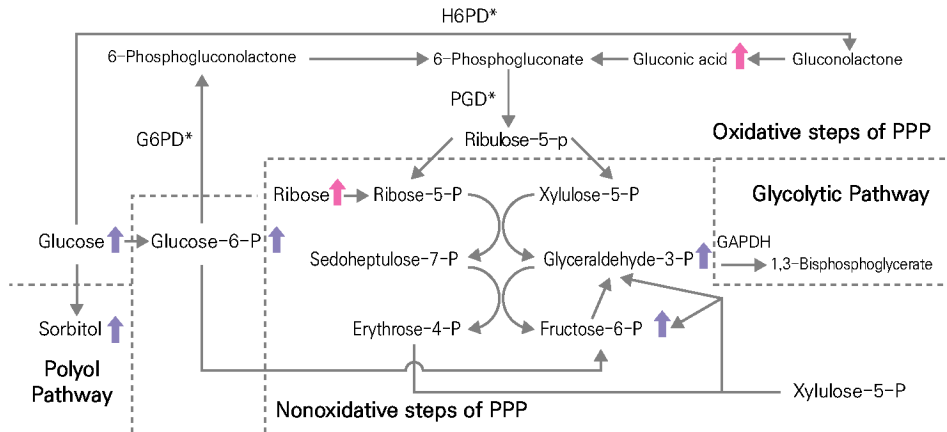 H6PD*
6-Phosphogluconolactone
6-Phosphogluconate
Gluconic acid
Gluconolactone
PGD*
G6PD*
Ribulose-5-p
Oxidative steps of PPP
Ribose
Ribose-5-P
Xylulose-5-P
Glycolytic Pathway
Glucose
Glucose-6-P
GAPDH
Sedoheptulose-7-P
Glyceraldehyde-3-P
1,3-Bisphosphoglycerate
Sorbitol
Erythrose-4-P
Fructose-6-P
Polyol
Pathway
Xylulose-5-P
Nonoxidative steps of PPP